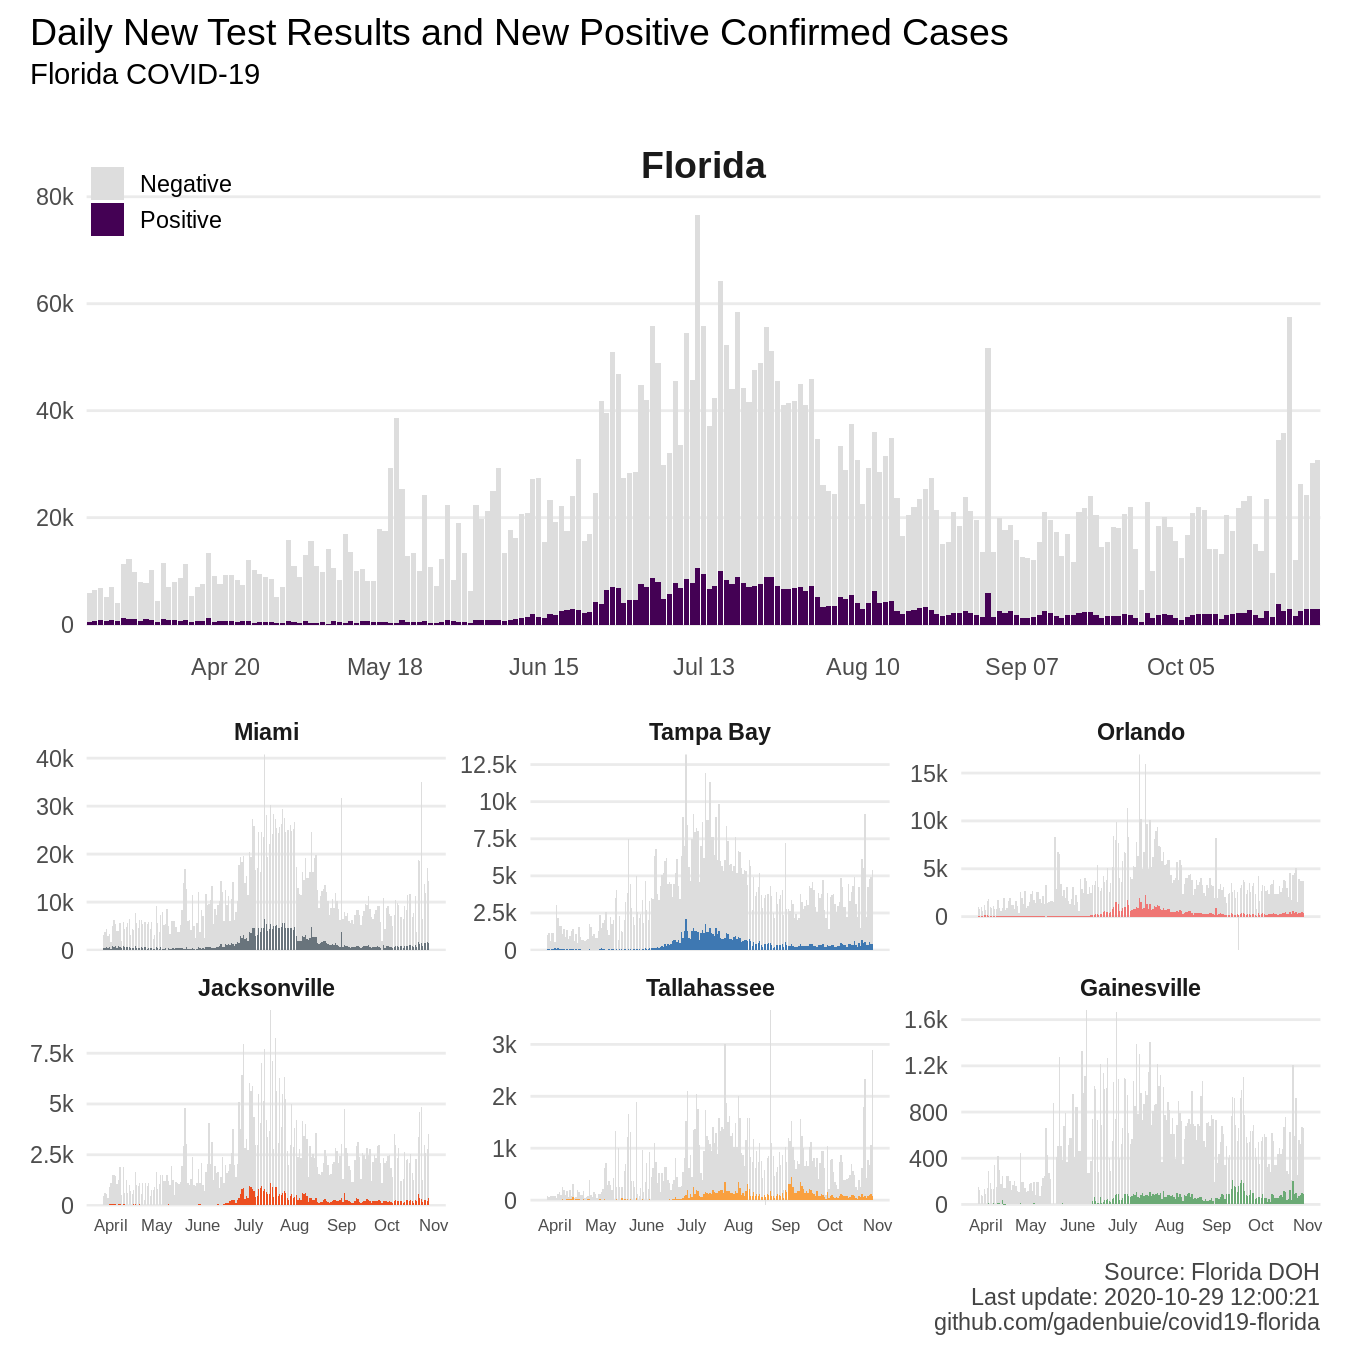 Daily New Test Results and New Positive Confirmed Cases
Florida COVID-19
Florida
Negative
Positive
80k
60k
40k
20k
0
Apr 20 May 18 Jun 15 Jul 13 Aug 10 Sep 07 Oct 05
Miami
40k
30k
20k
10k
0
Tampa Bay
12.5k
10k
7.5k
5k
2.5k
0
Orlando
15k
10k
5k
0
Jacksonville
7.5k
5k
2.5k
0
April May June July Aug Sep Oct Nov
Tallahassee
3k
2k
1k
0
April May June July Aug Sep Oct Nov
Gainesville
1.6k
1.2k
800
400
0
April May June July Aug Sep Oct Nov
Source: Florida DOH
Last update: 2020-10-29 12:00:21
github.com/gadenbuie/covid19-florida